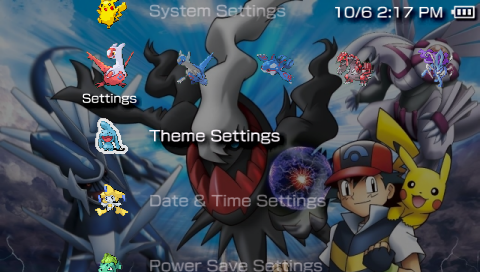 System Settings
10/6 2:17 PM
Settings
Theme Settings
Date & Time Settings
Power Save Settings